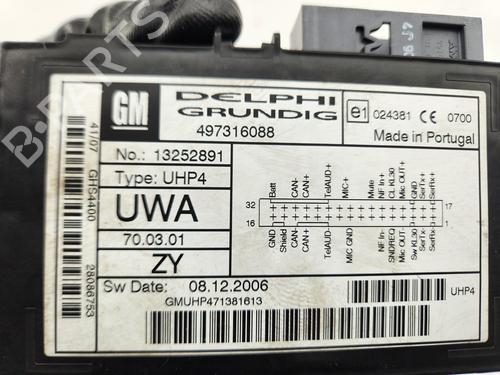 GM
DELPHI
GRUNDIG
497316088
e1 024381 CE 0700
Made in Portugal
No.: 13252891
Type: UHP4
UWA
70.03.01
ZY
Sw Date: 08.12.2006
GMUHP471381613
41/07 GHS4400
28086753
Batt CAN- CAN+ TelAUD+ MIC+ Mute NF In+ CL KL30 Mic Out+ GND SerTx+ SerRx+
32 17
16 1
GND Shield CAN- CAN+ TelAUD- MIC GND NF In- SNDREQ Mic OUT- Sw KL30 SerTx- SerRx-
UHP4
B-Parts